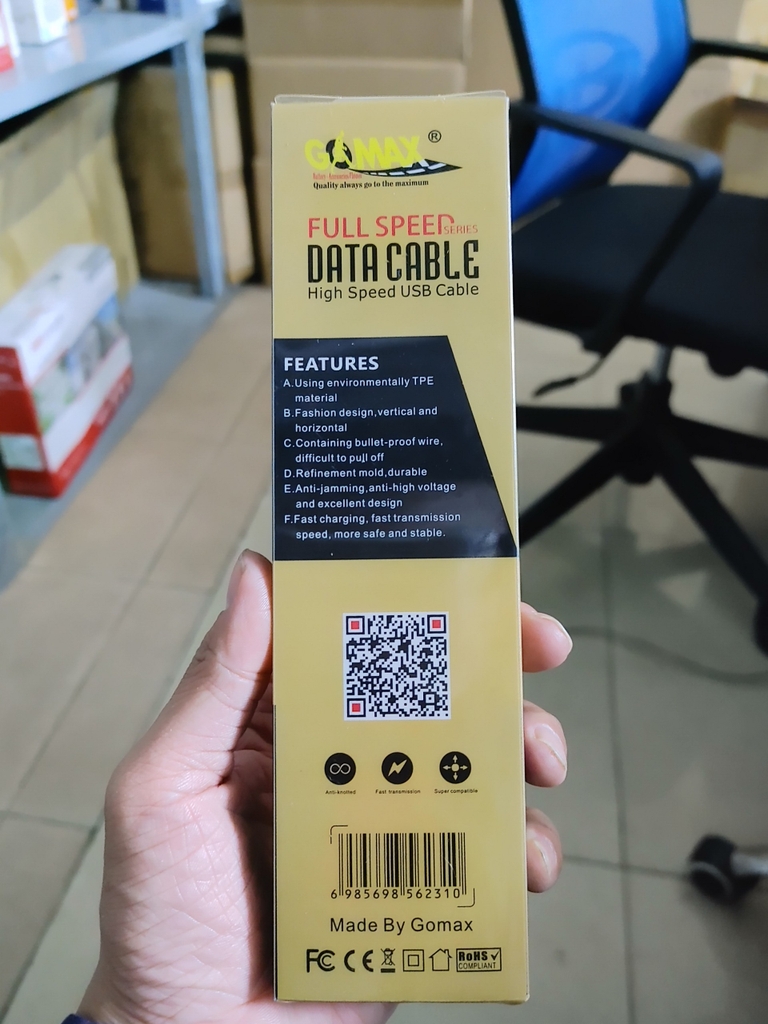 GOMAX®
Quality always go to the maximum
FULL SPEED SERIES
DATA CABLE
High Speed USB Cable
FEATURES
A.Using environmentally TPE
material
B.Fashion design,vertical and
horizontal
C.Containing bullet-proof wire,
difficult to pull off
D.Refinement mold,durable
E.Anti-jamming,anti-high voltage
and excellent design
F.Fast charging, fast transmission
speed, more safe and stable.
Anti-knotted Fast transmission Super compatible
6 985698 562310
Made By Gomax
FC CE RoHS
COMPLIANT